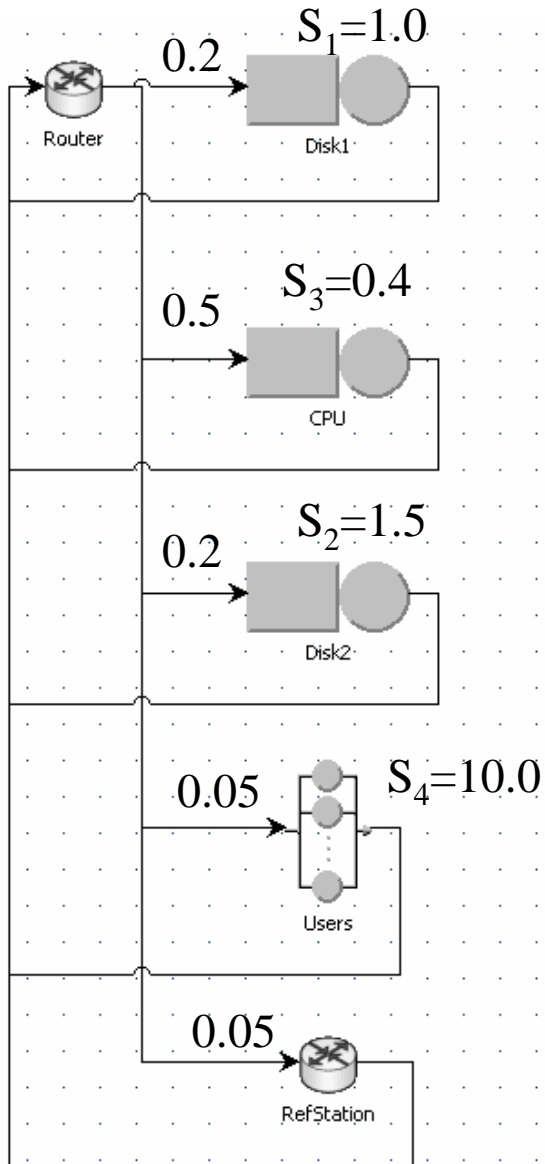 S₁=1.0
0.2
Router
Disk1
S₃=0.4
0.5
CPU
S₂=1.5
0.2
Disk2
S₄=10.0
0.05
Users
0.05
RefStation